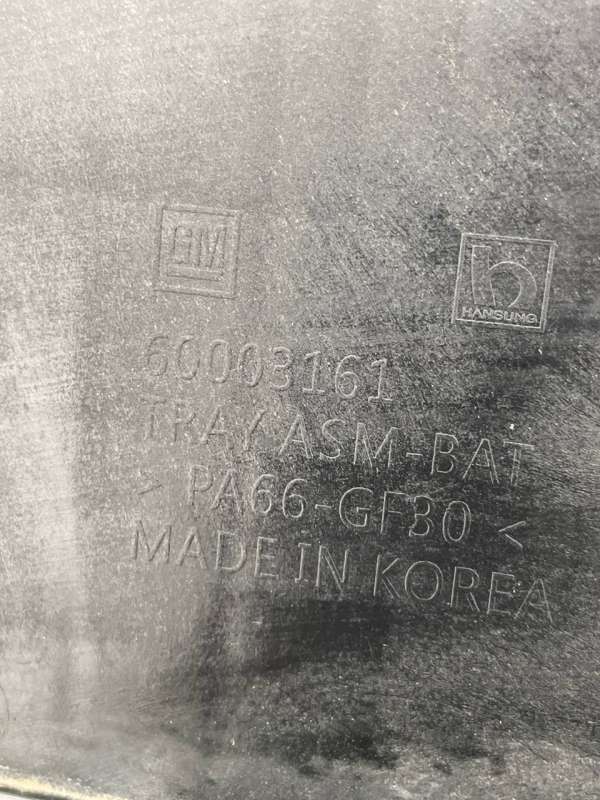 GM
HANSUNG
60003161
TRAY ASM-BAT
> PA66-GF30 <
MADE IN KOREA